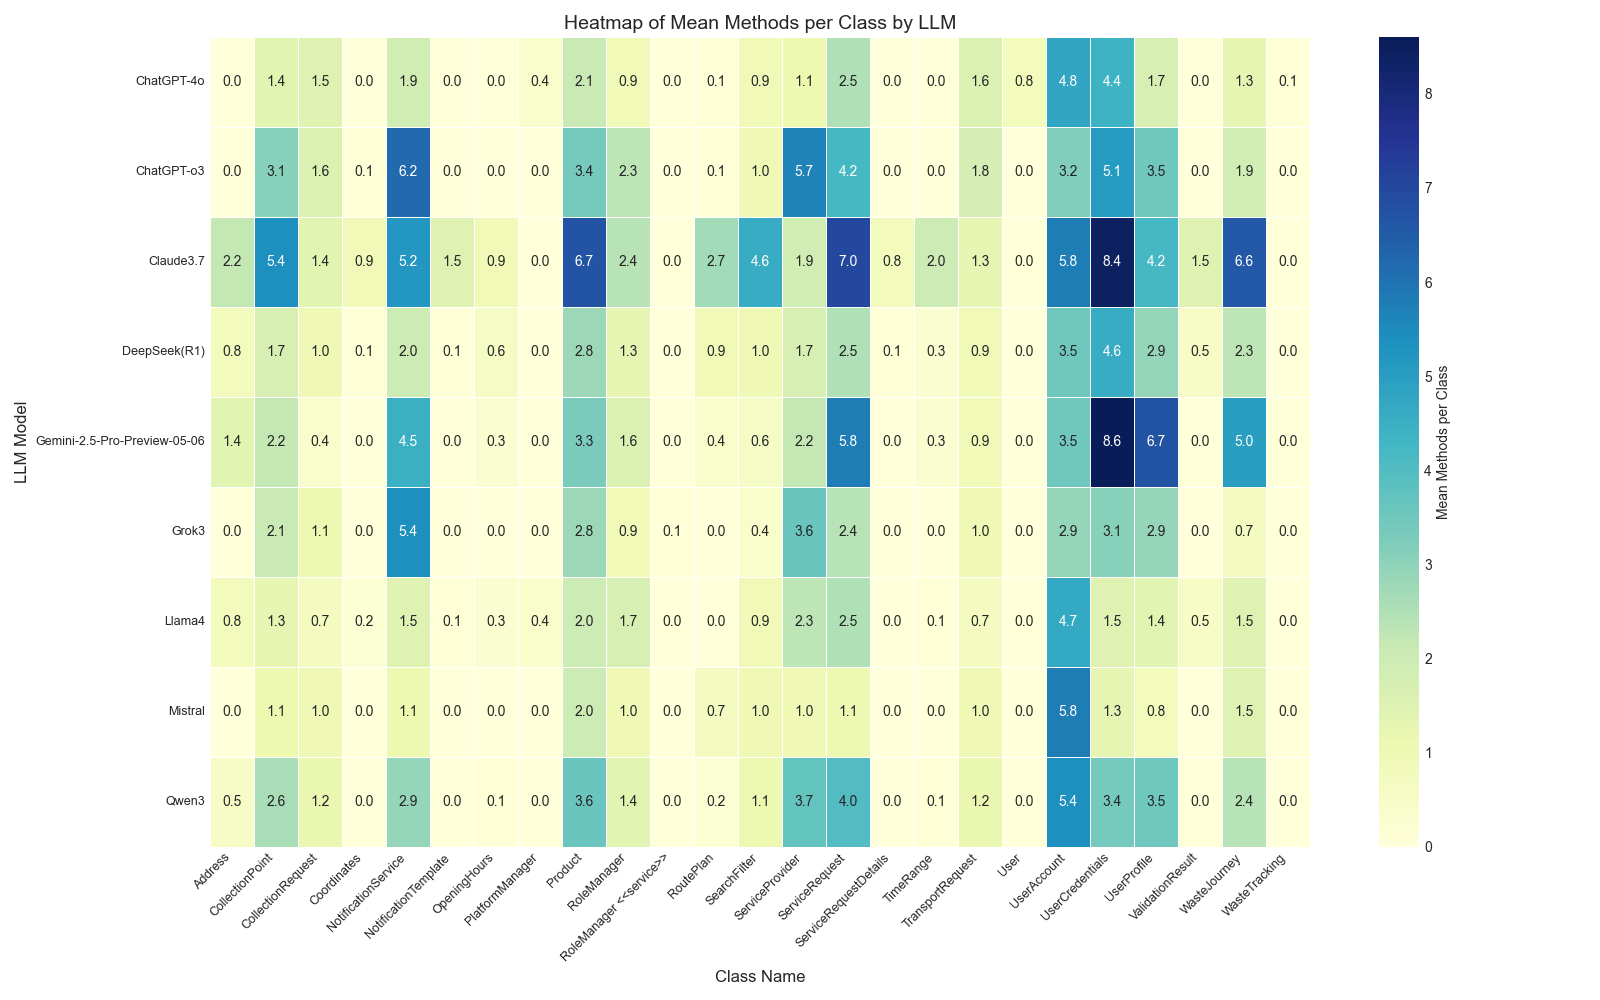 Heatmap of Mean Methods per Class by LLM
ChatGPT-4o 0.0 1.4 1.5 0.0 1.9 0.0 0.0 0.4 2.1 0.9 0.0 0.1 0.9 1.1 2.5 0.0 0.0 1.6 0.8 4.8 4.4 1.7 0.0 1.3 0.1
ChatGPT-o3 0.0 3.1 1.6 0.1 6.2 0.0 0.0 0.0 3.4 2.3 0.0 0.1 1.0 5.7 4.2 0.0 0.0 1.8 0.0 3.2 5.1 3.5 0.0 1.9 0.0
Claude3.7 2.2 5.4 1.4 0.9 5.2 1.5 0.9 0.0 6.7 2.4 0.0 2.7 4.6 1.9 7.0 0.8 2.0 1.3 0.0 5.8 8.4 4.2 1.5 6.6 0.0
DeepSeek(R1) 0.8 1.7 1.0 0.1 2.0 0.1 0.6 0.0 2.8 1.3 0.0 0.9 1.0 1.7 2.5 0.1 0.3 0.9 0.0 3.5 4.6 2.9 0.5 2.3 0.0
Gemini-2.5-Pro-Preview-05-06 1.4 2.2 0.4 0.0 4.5 0.0 0.3 0.0 3.3 1.6 0.0 0.4 0.6 2.2 5.8 0.0 0.3 0.9 0.0 3.5 8.6 6.7 0.0 5.0 0.0
Grok3 0.0 2.1 1.1 0.0 5.4 0.0 0.0 0.0 2.8 0.9 0.1 0.0 0.4 3.6 2.4 0.0 0.0 1.0 0.0 2.9 3.1 2.9 0.0 0.7 0.0
Llama4 0.8 1.3 0.7 0.2 1.5 0.1 0.3 0.4 2.0 1.7 0.0 0.0 0.9 2.3 2.5 0.0 0.1 0.7 0.0 4.7 1.5 1.4 0.5 1.5 0.0
Mistral 0.0 1.1 1.0 0.0 1.1 0.0 0.0 0.0 2.0 1.0 0.0 0.7 1.0 1.0 1.1 0.0 0.0 1.0 0.0 5.8 1.3 0.8 0.0 1.5 0.0
Qwen3 0.5 2.6 1.2 0.0 2.9 0.0 0.1 0.0 3.6 1.4 0.0 0.2 1.1 3.7 4.0 0.0 0.1 1.2 0.0 5.4 3.4 3.5 0.0 2.4 0.0
LLM Model
Address
CollectionPoint
CollectionRequest
Coordinates
NotificationService
NotificationTemplate
OpeningHours
PlatformManager
Product
RoleManager
RoleManager <<service>>
RoutePlan
SearchFilter
ServiceProvider
ServiceRequest
ServiceRequestDetails
TimeRange
TransportRequest
User
UserAccount
UserCredentials
UserProfile
ValidationResult
WasteJourney
WasteTracking
Class Name
8
7
6
5
4
3
2
1
0
Mean Methods per Class